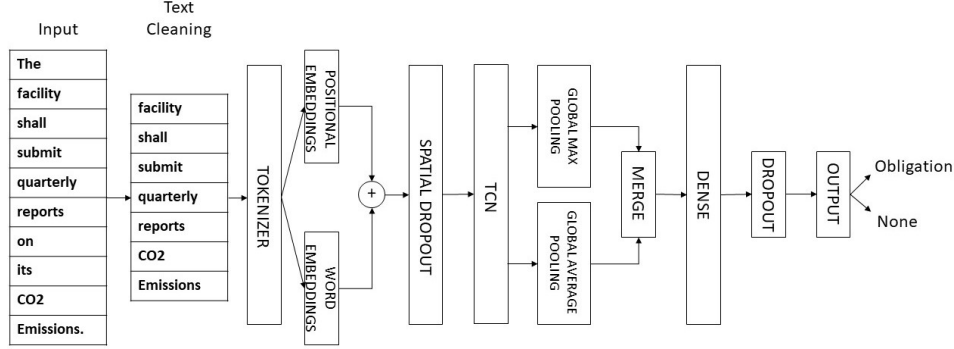 Input
The
facility
shall
submit
quarterly
reports
on
its
CO2
Emissions.
Text
Cleaning
facility
shall
submit
quarterly
reports
CO2
Emissions
TOKENIZER
POSITIONAL
EMBEDDINGS
WORD
EMBEDDINGS
+
SPATIAL DROPOUT
TCN
GLOBAL MAX
POOLING
GLOBAL AVERAGE
POOLING
MERGE
DENSE
DROPOUT
OUTPUT
Obligation
None